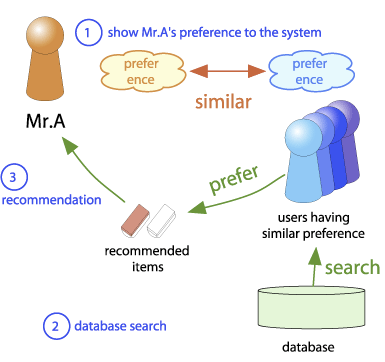 1 show Mr.A's preference to the system
prefer
ence
prefer
ence
similar
Mr.A
3
recommendation
prefer
users having
similar preference
recommended
items
search
2 database search
database